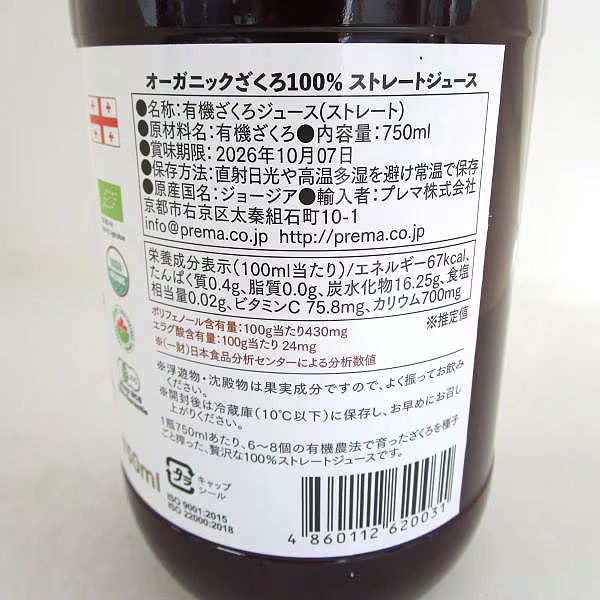 オーガニックざくろ100% ストレートジュース
●名称：有機ざくろジュース(ストレート)
●原材料名：有機ざくろ●内容量：750ml
●賞味期限：2026年10月07日
●保存方法：直射日光や高温多湿を避け常温で保存
●原産国名：ジョージア●輸入者：プレマ株式会社
京都市右京区太秦組石町10-1
info@prema.co.jp http://prema.co.jp
栄養成分表示(100ml当たり)/エネルギー67kcal、
たんぱく質0.4g、脂質0.0g、炭水化物16.25g、食塩
相当量0.02g、ビタミンC 75.8mg、カリウム700mg
※推定値
ポリフェノール含有量：100g当たり430mg
エラグ酸含有量：100g当たり 24mg
※(一財)日本食品分析センターによる分析数値
※浮遊物・沈殿物は果実成分ですので、よく振ってお飲み
ください。
※開封後は冷蔵庫(10℃以下)に保存し、お早めにお召し
上がりください。
1瓶750mlあたり、6〜8個の有機農法で育ったざくろを種子
ごと搾った、贅沢な100%ストレートジュースです。
キャップ
シール
ISO 9001:2015
ISO 22000:2018
4 860112 620031